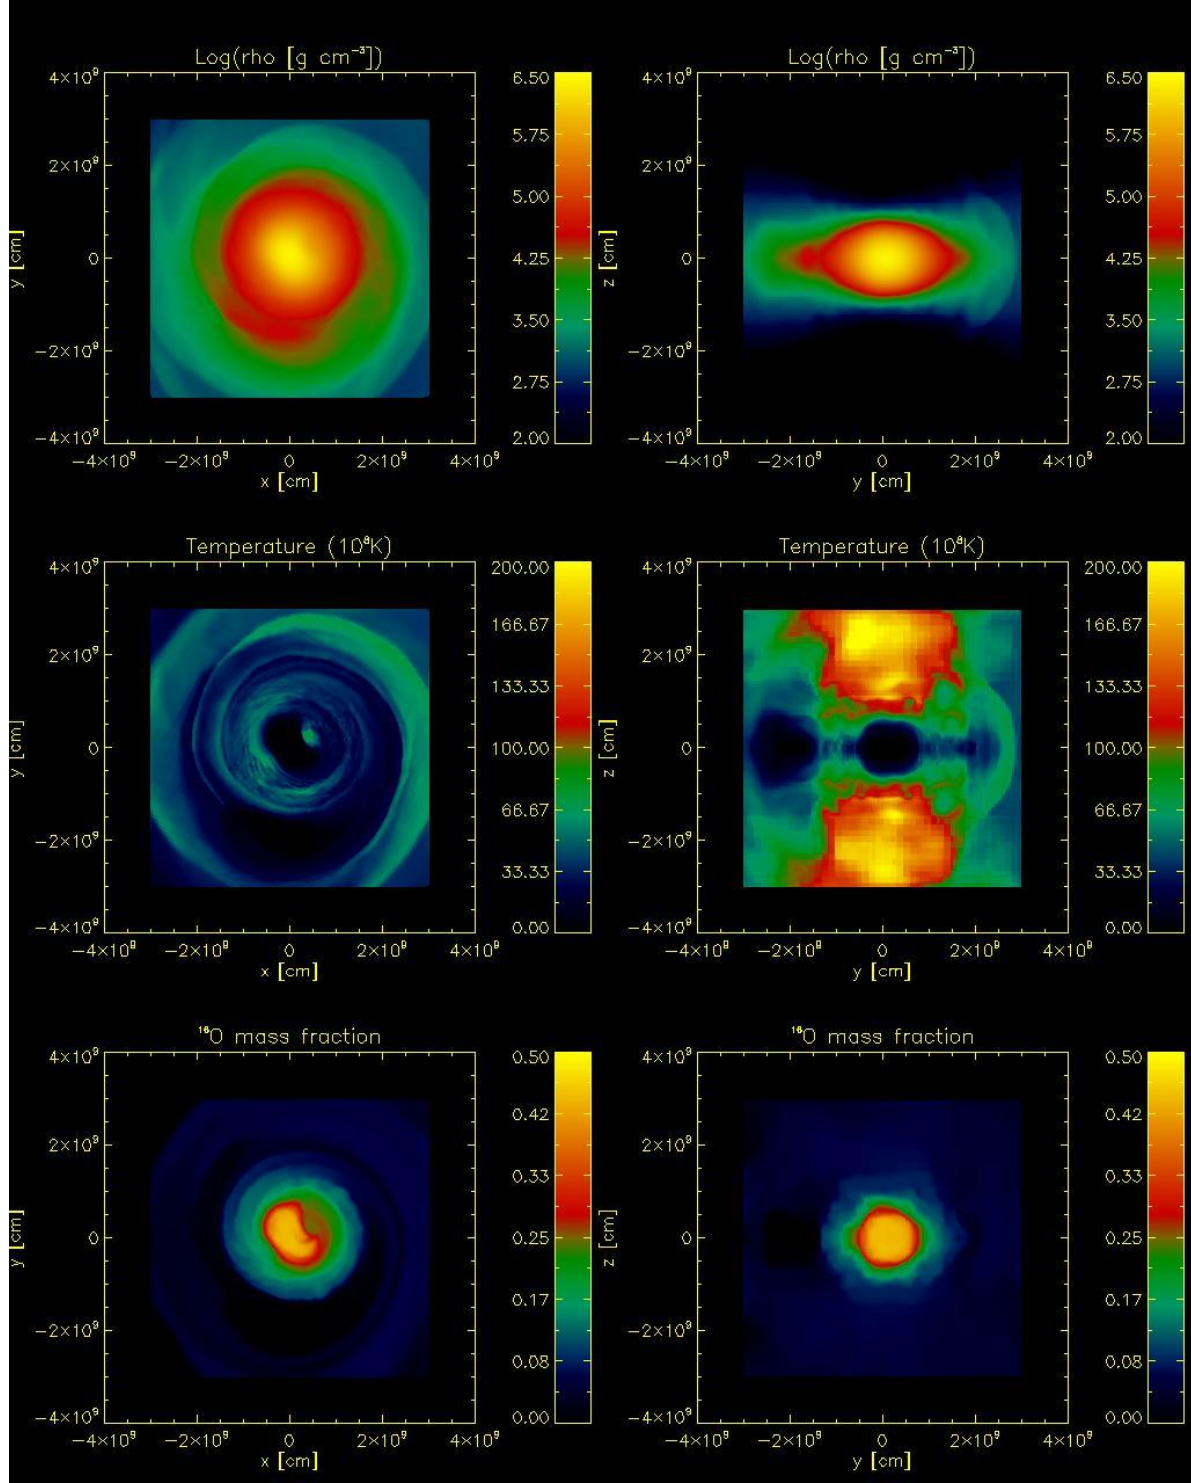 Log(rho [g cm⁻³]) Log(rho [g cm⁻³])
4×10⁹ 6.50 4×10⁹ 6.50
5.75 5.75
2×10⁹ 5.00 2×10⁹ 5.00
y [cm] 0 4.25 z [cm] 0 4.25
3.50 3.50
−2×10⁹ 2.75 −2×10⁹ 2.75
−4×10⁹ 2.00 −4×10⁹ 2.00
−4×10⁹ −2×10⁹ 0 2×10⁹ 4×10⁹ −4×10⁹ −2×10⁹ 0 2×10⁹ 4×10⁹
x [cm] y [cm]
Temperature (10⁶K) Temperature (10⁶K)
4×10⁹ 200.00 4×10⁹ 200.00
166.67 166.67
2×10⁹ 133.33 2×10⁹ 133.33
y [cm] 0 100.00 z [cm] 0 100.00
66.67 66.67
−2×10⁹ 33.33 −2×10⁹ 33.33
−4×10⁹ 0.00 −4×10⁹ 0.00
−4×10⁹ −2×10⁹ 0 2×10⁹ 4×10⁹ −4×10⁹ −2×10⁹ 0 2×10⁹ 4×10⁹
x [cm] y [cm]
¹⁶O mass fraction ¹⁶O mass fraction
4×10⁹ 0.50 4×10⁹ 0.50
0.42 0.42
2×10⁹ 0.33 2×10⁹ 0.33
y [cm] 0 0.25 z [cm] 0 0.25
0.17 0.17
−2×10⁹ 0.08 −2×10⁹ 0.08
−4×10⁹ 0.00 −4×10⁹ 0.00
−4×10⁹ −2×10⁹ 0 2×10⁹ 4×10⁹ −4×10⁹ −2×10⁹ 0 2×10⁹ 4×10⁹
x [cm] y [cm]